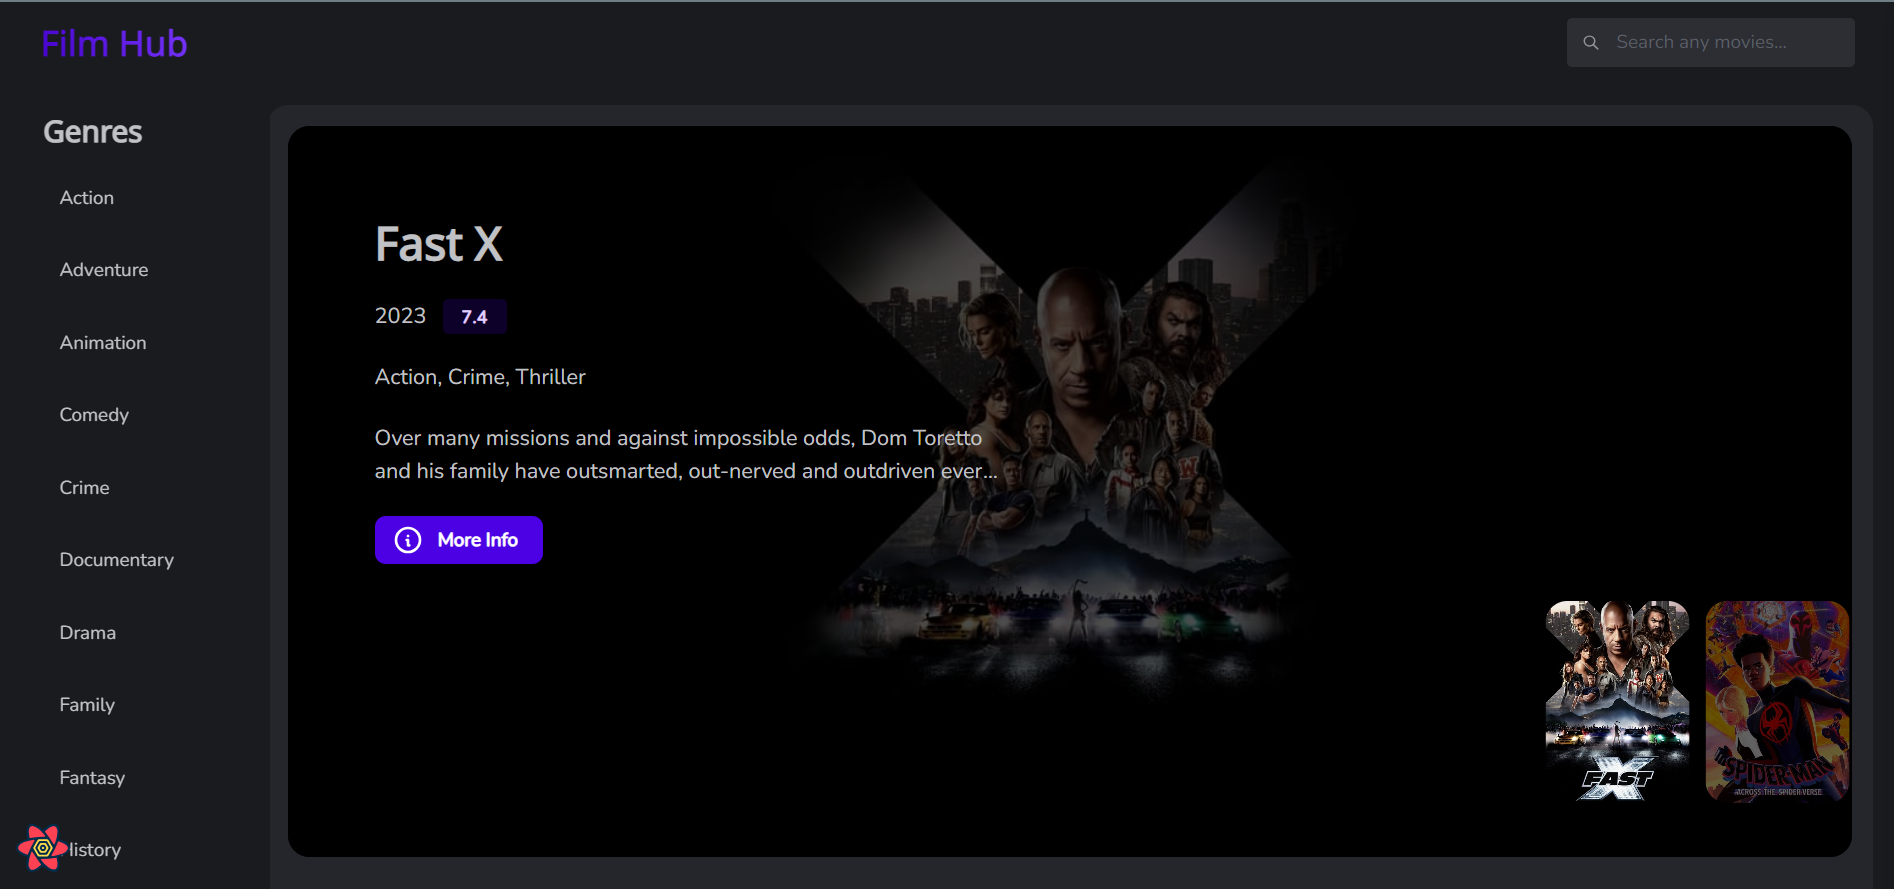 Film Hub
Search any movies...
Genres
Action
Adventure
Animation
Comedy
Crime
Documentary
Drama
Family
Fantasy
History
Fast X
2023 7.4
Action, Crime, Thriller
Over many missions and against impossible odds, Dom Toretto
and his family have outsmarted, out-nerved and outdriven ever...
More Info
W
FAST
X
SPIDER-MAN
ACROSS THE SPIDER-VERSE